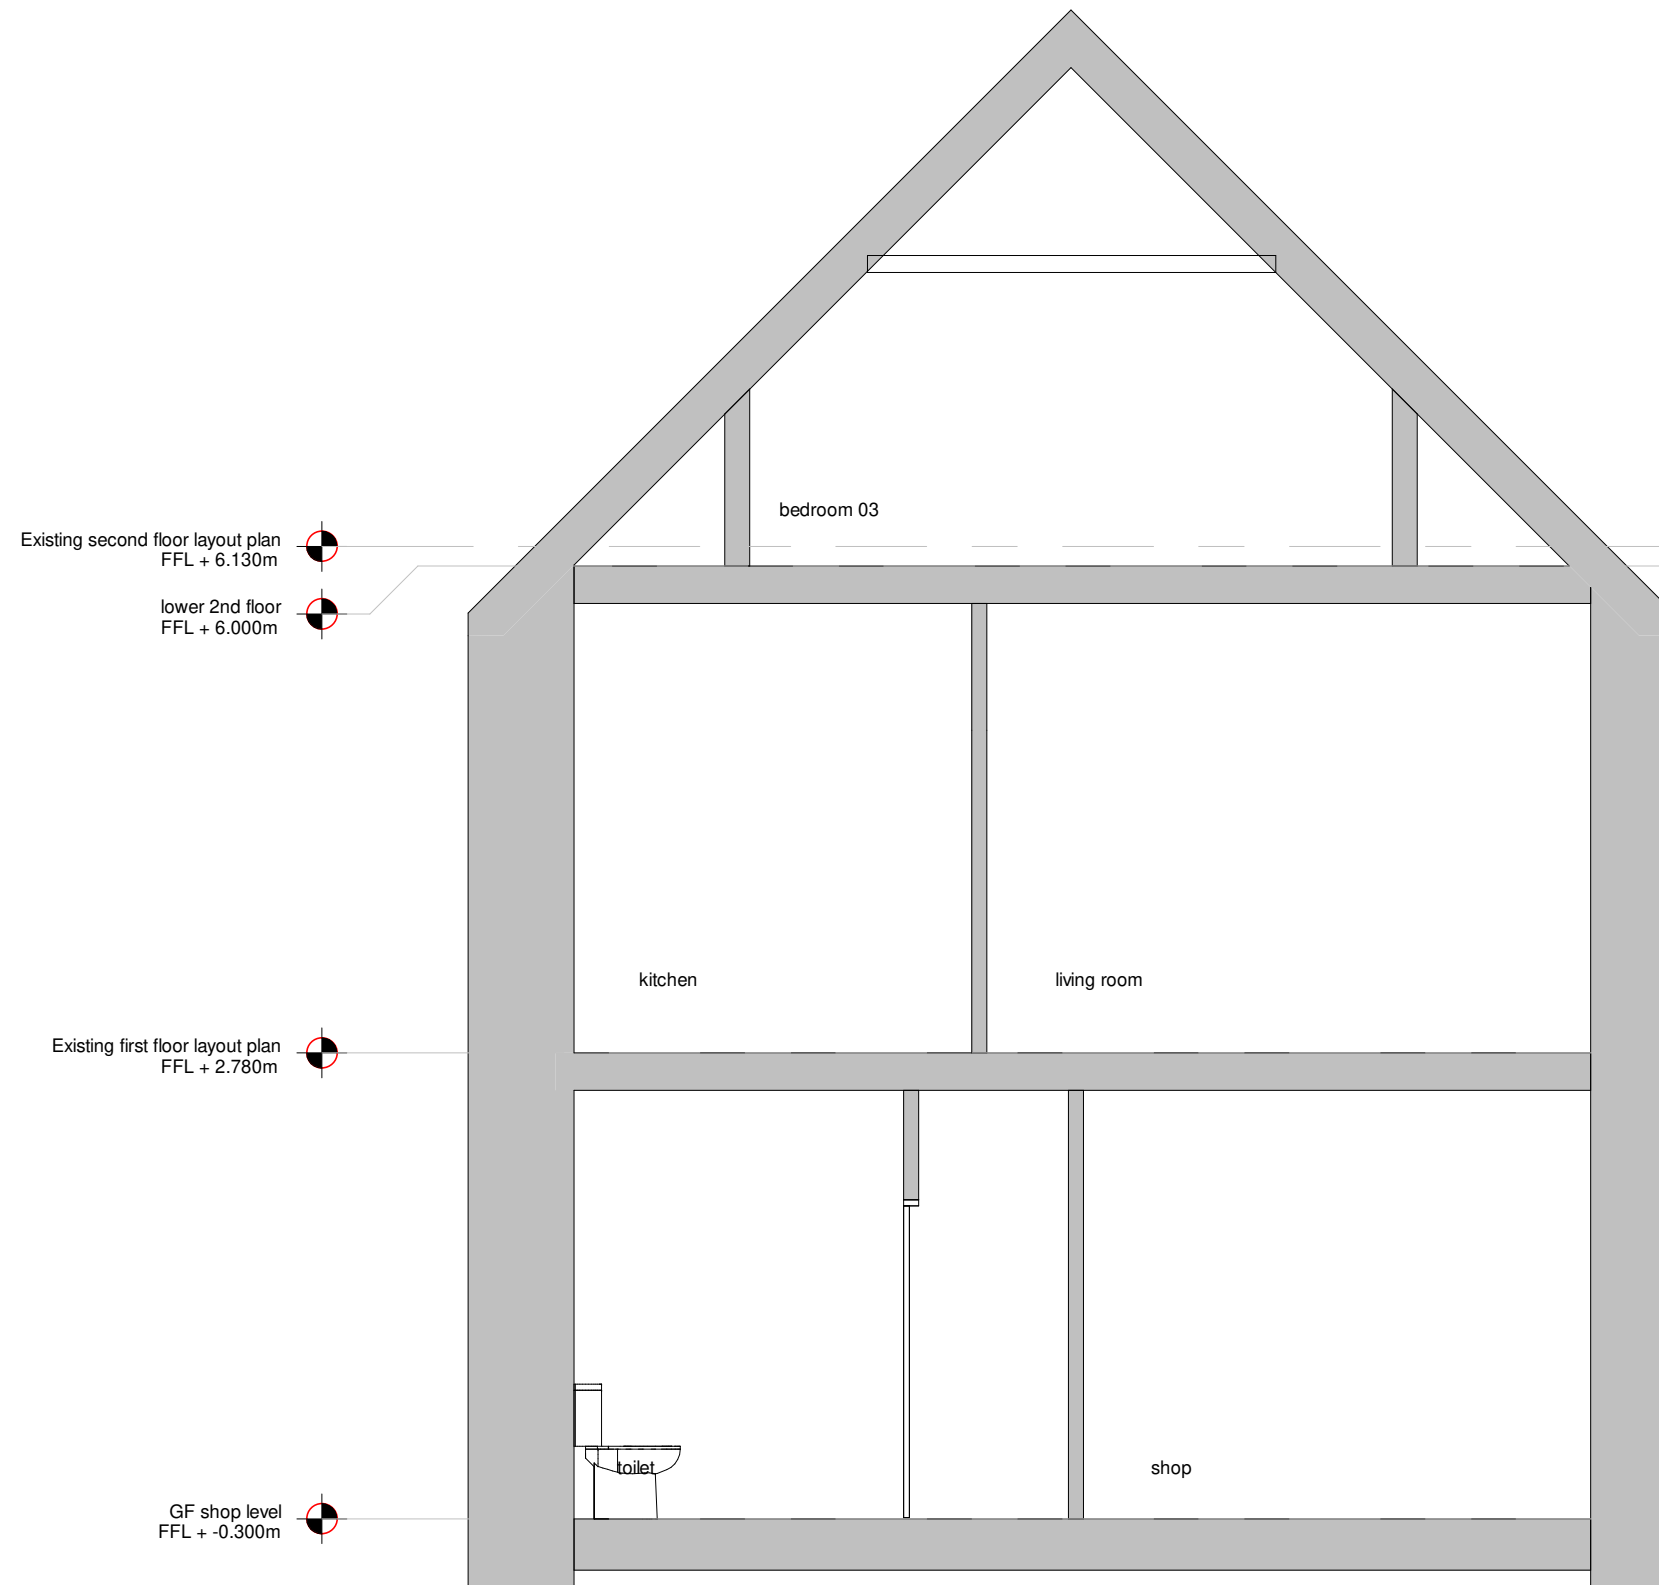 bedroom 03
Existing second floor layout plan
FFL + 6.130m
lower 2nd floor
FFL + 6.000m
kitchen
living room
Existing first floor layout plan
FFL + 2.780m
toilet
shop
GF shop level
FFL + -0.300m